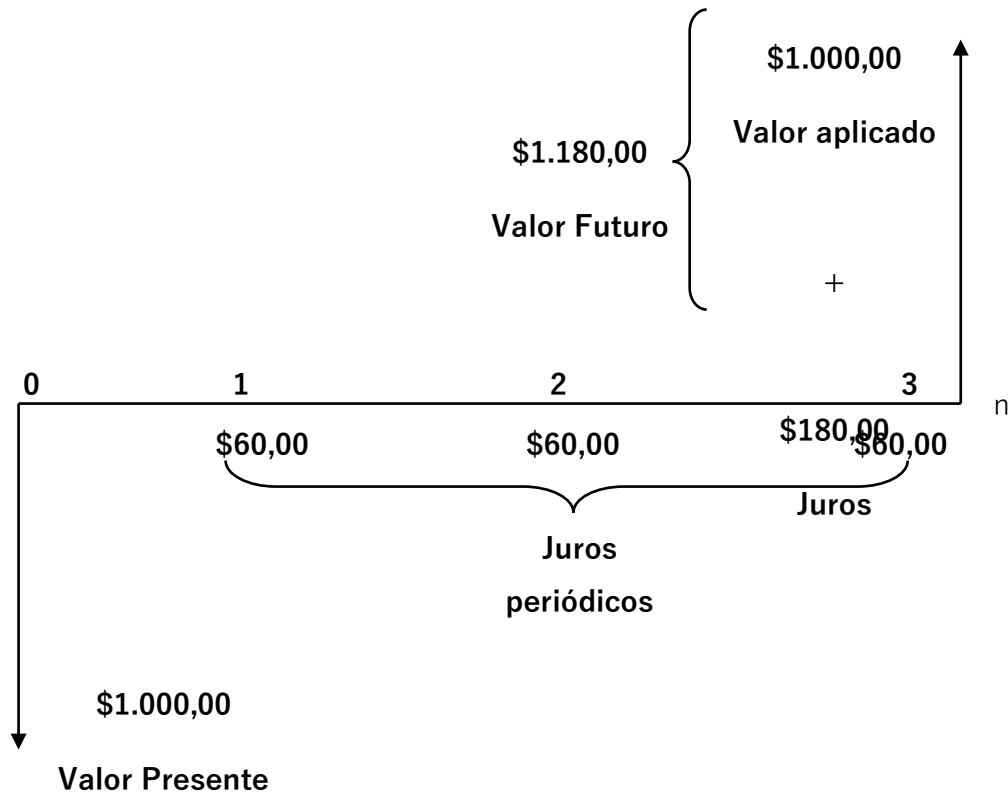 $1.000,00
Valor aplicado
$1.180,00
Valor Futuro
+
0 1 2 3
n
$60,00 $60,00 $180,00 $60,00
Juros
Juros
periódicos
$1.000,00
Valor Presente